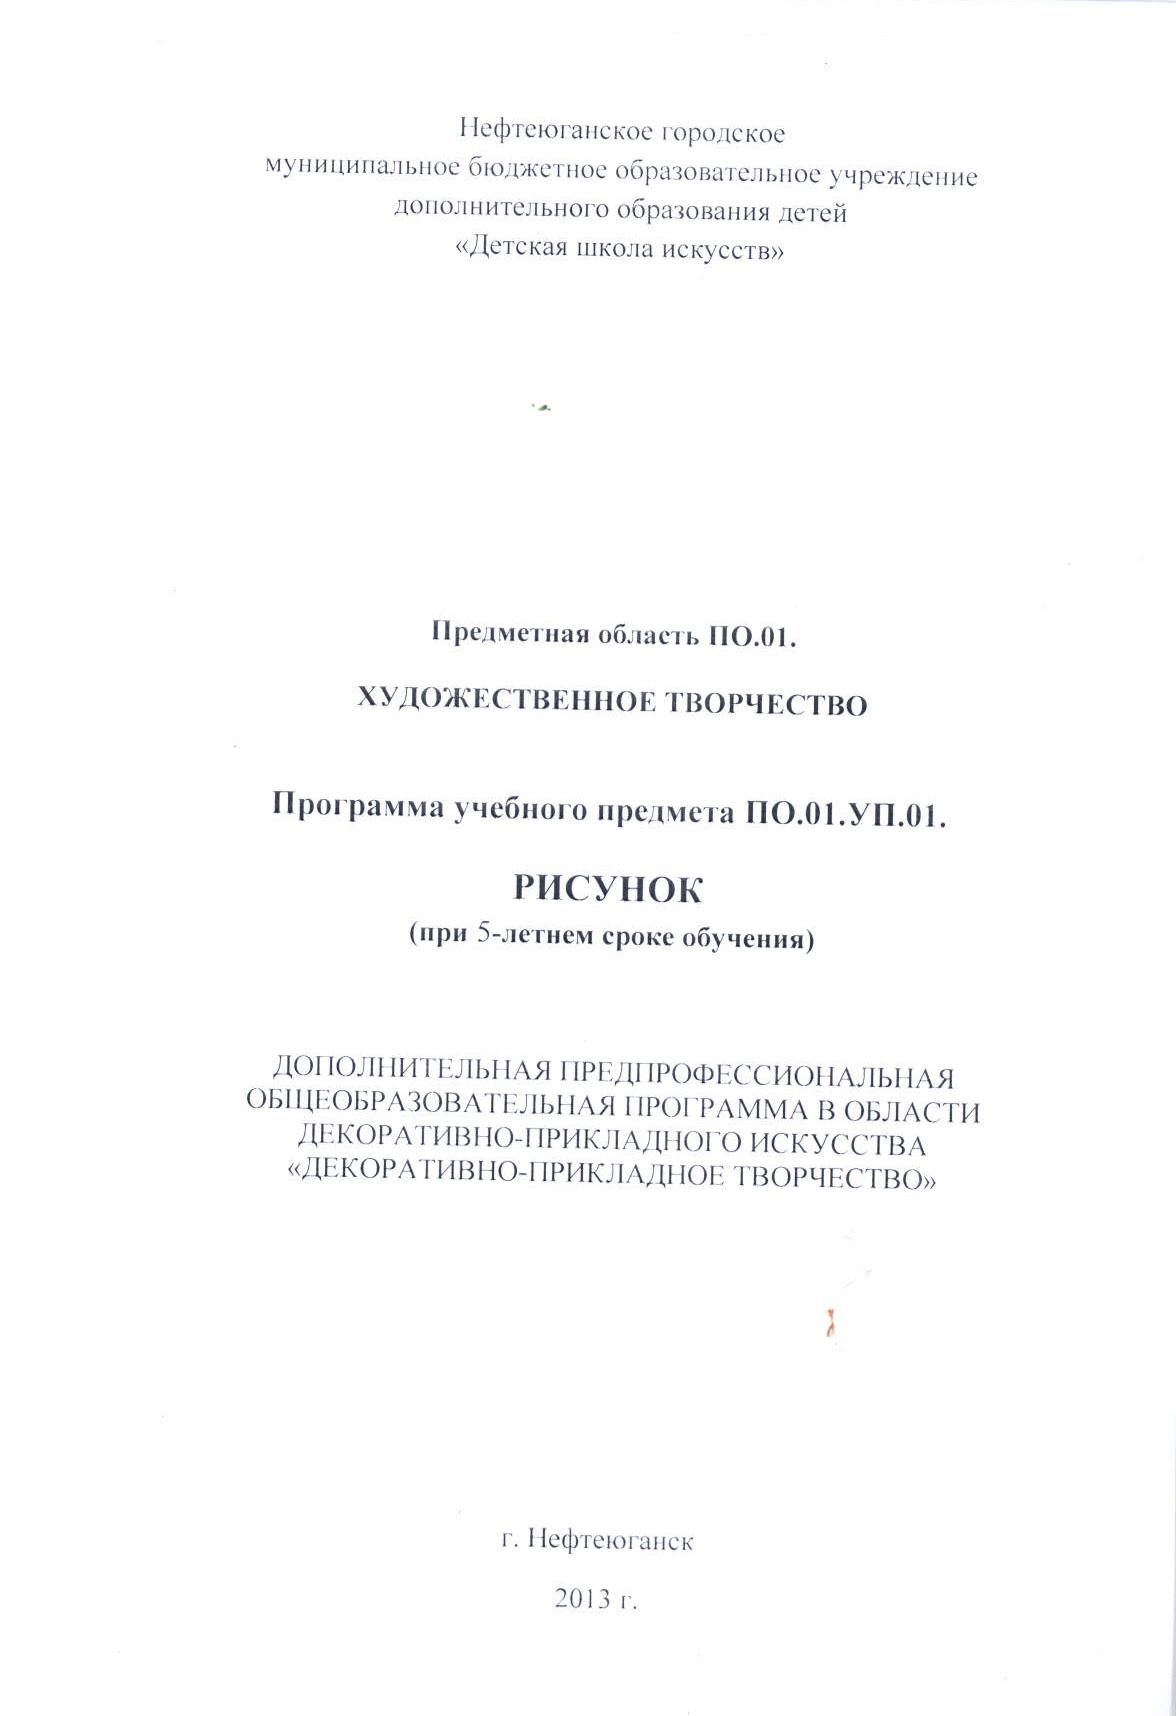 Нефтеюганское городское
муниципальное бюджетное образовательное учреждение
дополнительного образования детей
«Детская школа искусств»
Предметная область ПО.01.
ХУДОЖЕСТВЕННОЕ ТВОРЧЕСТВО
Программа учебного предмета ПО.01.УП.01.
РИСУНОК
(при 5-летнем сроке обучения)
ДОПОЛНИТЕЛЬНАЯ ПРЕДПРОФЕССИОНАЛЬНАЯ
ОБЩЕОБРАЗОВАТЕЛЬНАЯ ПРОГРАММА В ОБЛАСТИ
ДЕКОРАТИВНО-ПРИКЛАДНОГО ИСКУССТВА
«ДЕКОРАТИВНО-ПРИКЛАДНОЕ ТВОРЧЕСТВО»
г. Нефтеюганск
2013 г.